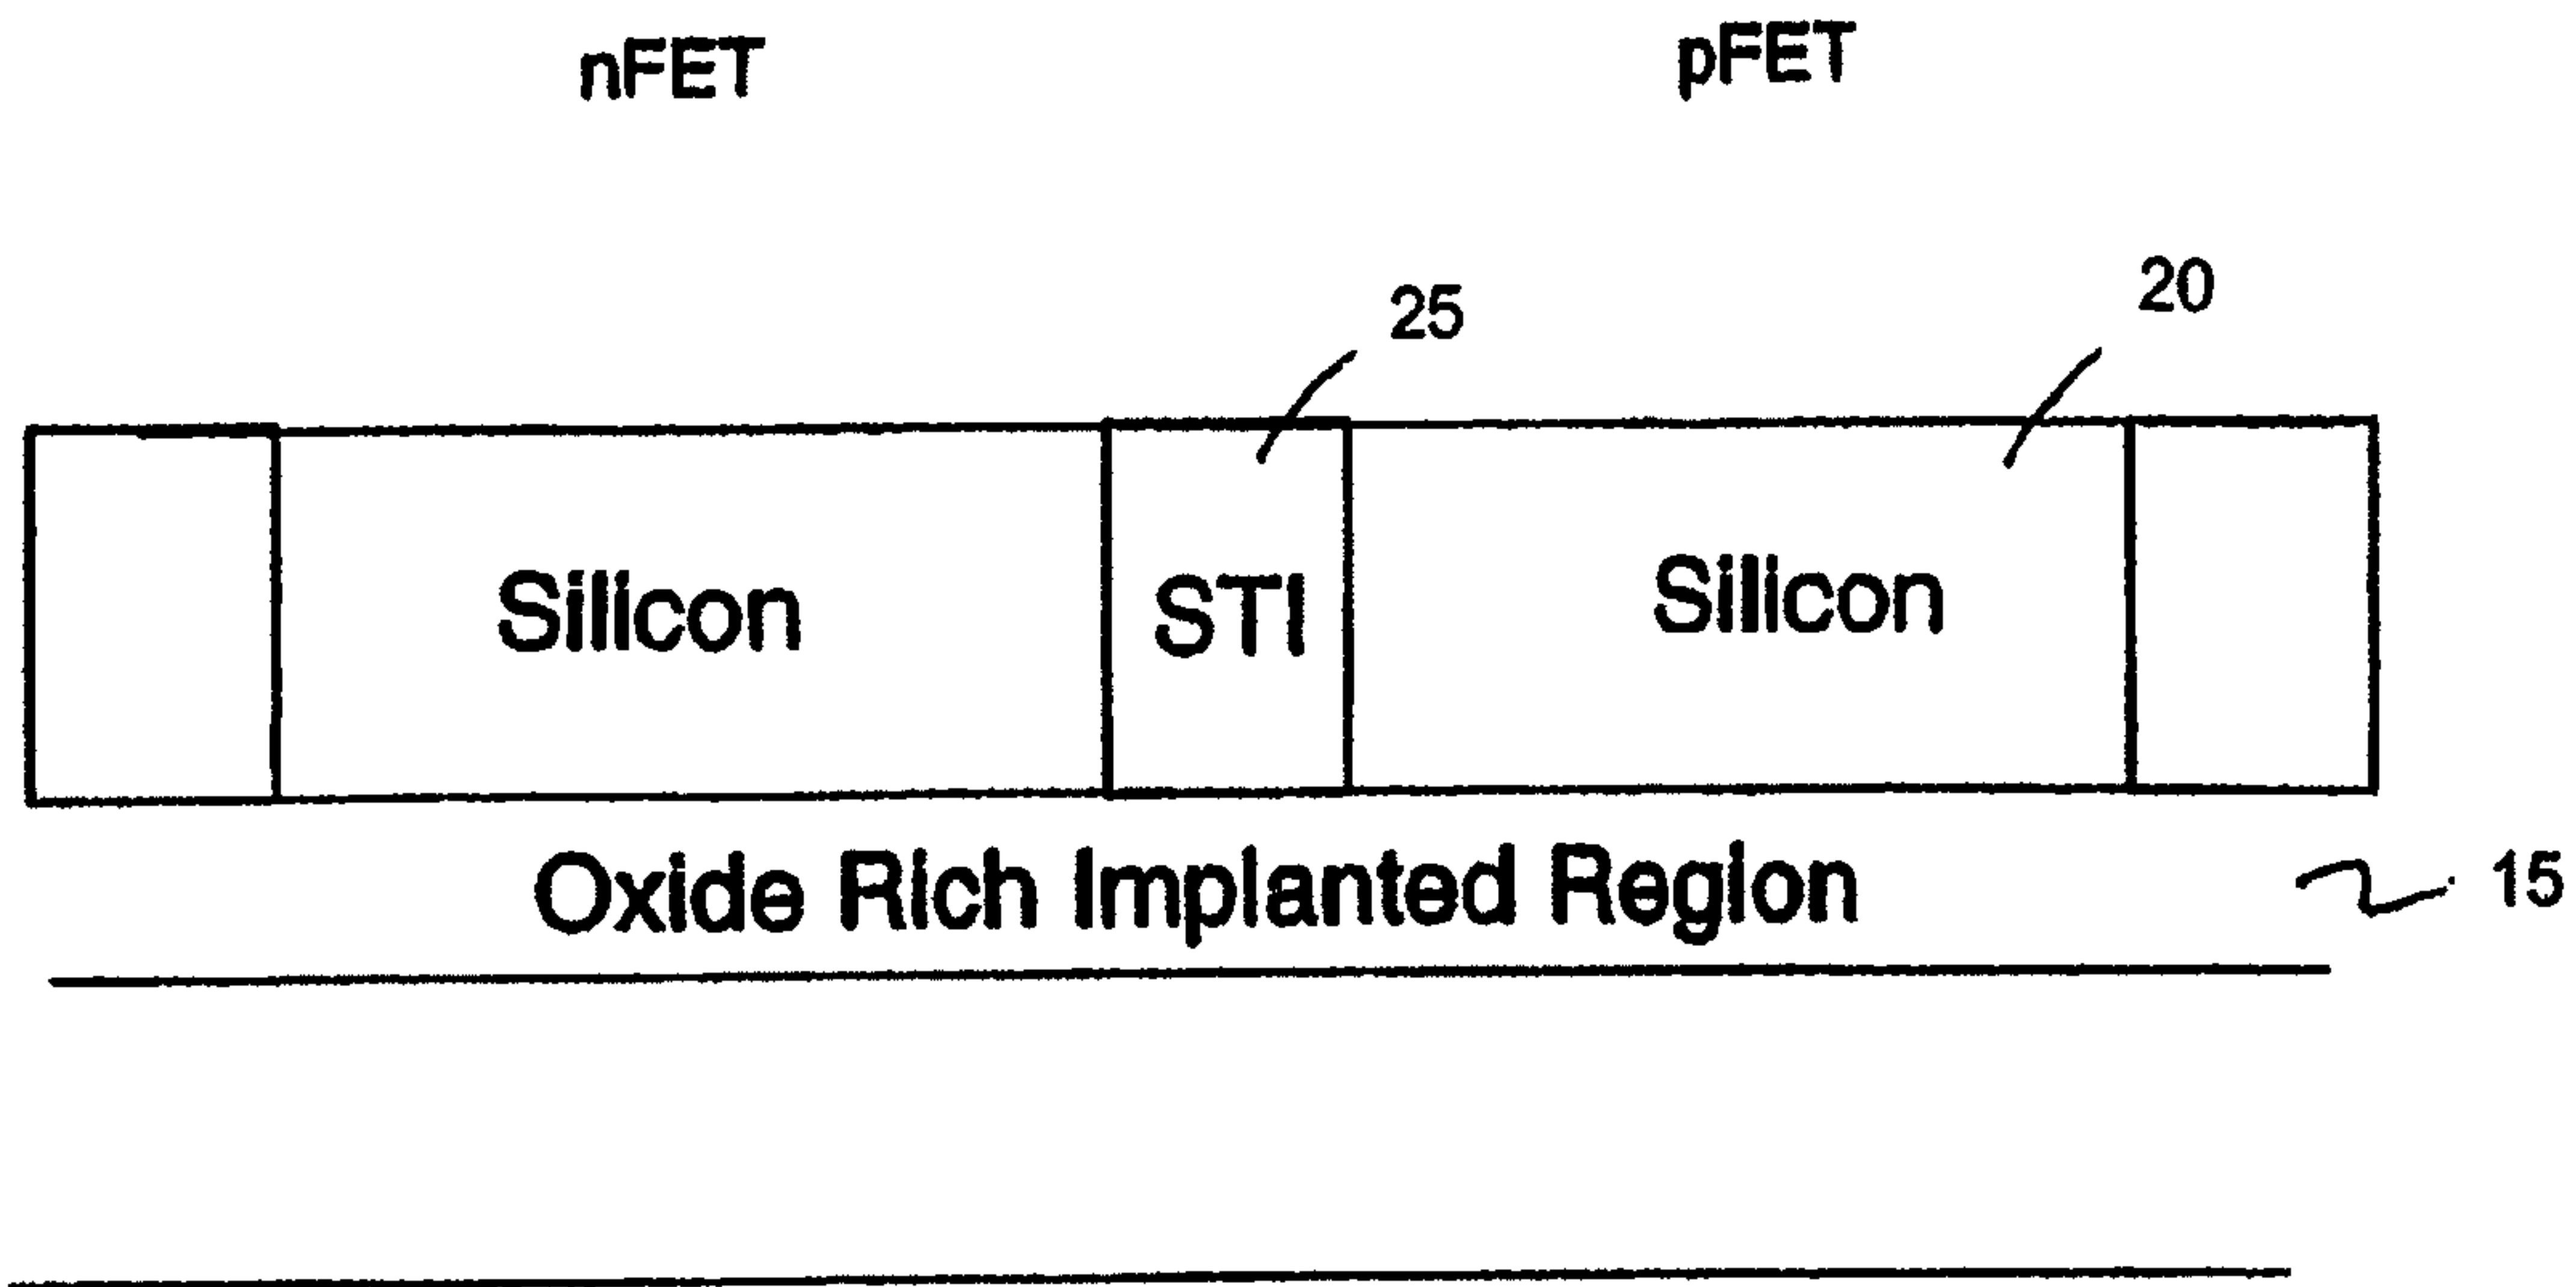 nFET
pFET
25
20
Silicon
STI
Silicon
Oxide Rich Implanted Region
15